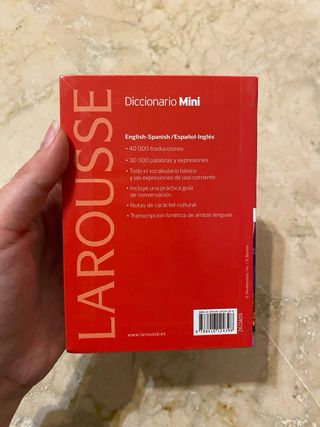 LAROUSSE
Diccionario Mini
English-Spanish/Español-Inglés
• 40 000 traducciones
• 30 000 palabras y expresiones
• Todo el vocabulario básico
y las expresiones de uso corriente
• Incluye una práctica guía
de conversación
• Notas de carácter cultural
• Transcripción fonética de ambas lenguas
www.larousse.es